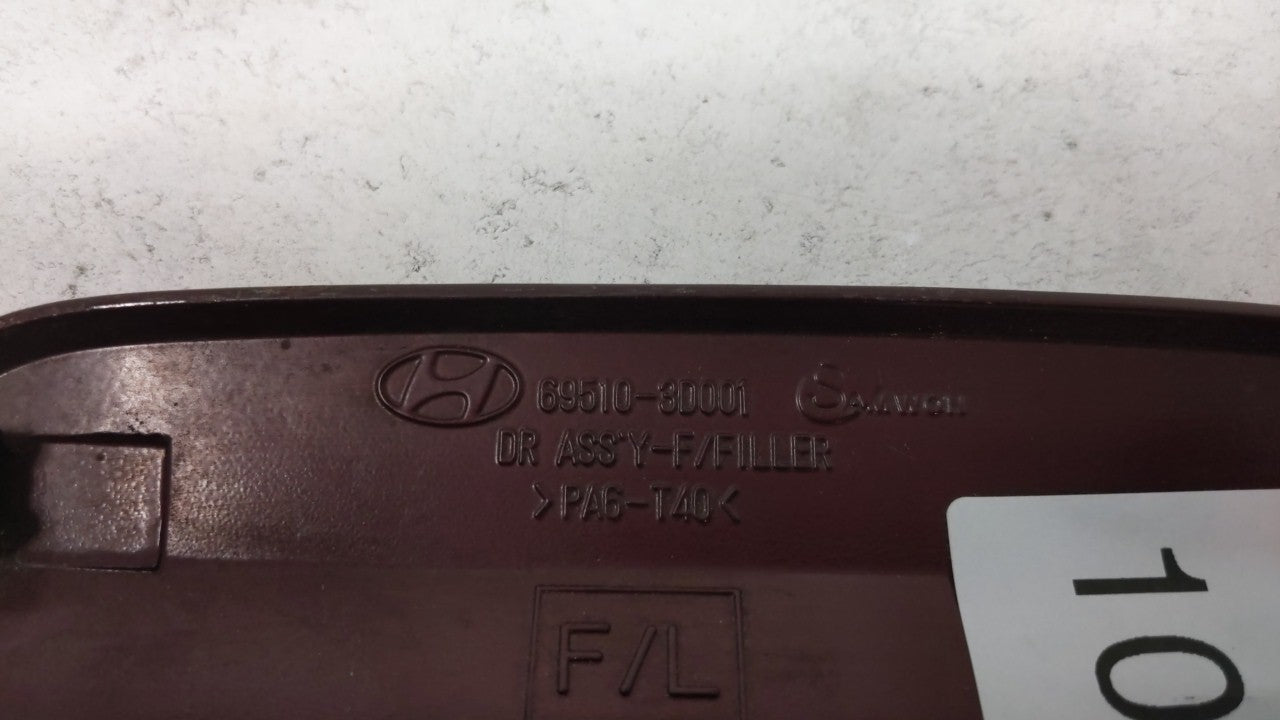 69510-3D001
DR ASS'Y-F/FILLER
>PA6-T40<
F/L
10